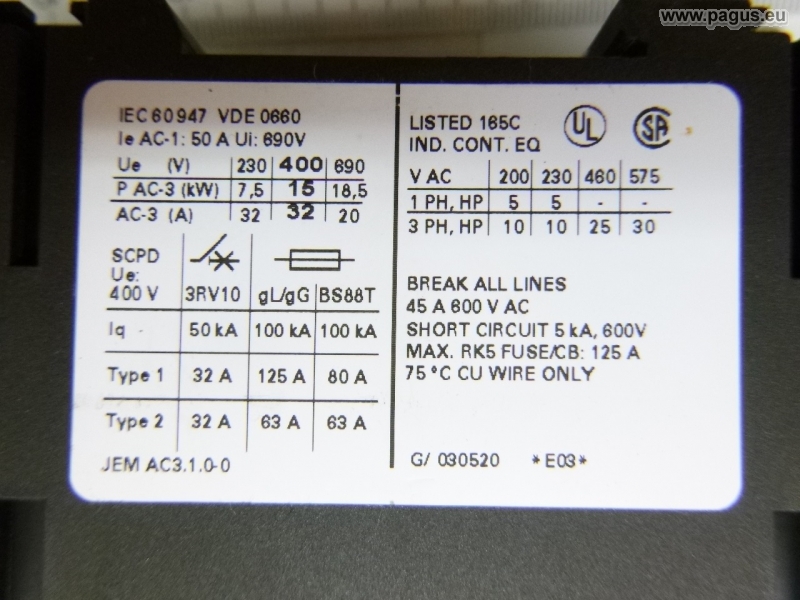 www.pagus.eu
IEC 60947 VDE 0660
Ie AC-1: 50 A Ui: 690V
Ue (V) 230 400 690
P AC-3 (kW) 7,5 15 18,5
AC-3 (A) 32 32 20
SCPD
Ue:
400 V 3RV10 gL/gG BS88T
Iq 50 kA 100 kA 100 kA
Type 1 32 A 125 A 80 A
Type 2 32 A 63 A 63 A
JEM AC3.1.0-0
LISTED 165C UL SA
IND. CONT. EQ
V AC 200 230 460 575
1 PH, HP 5 5 - -
3 PH, HP 10 10 25 30
BREAK ALL LINES
45 A 600 V AC
SHORT CIRCUIT 5 kA, 600V
MAX. RK5 FUSE/CB: 125 A
75 °C CU WIRE ONLY
G/ 030520 *E03*